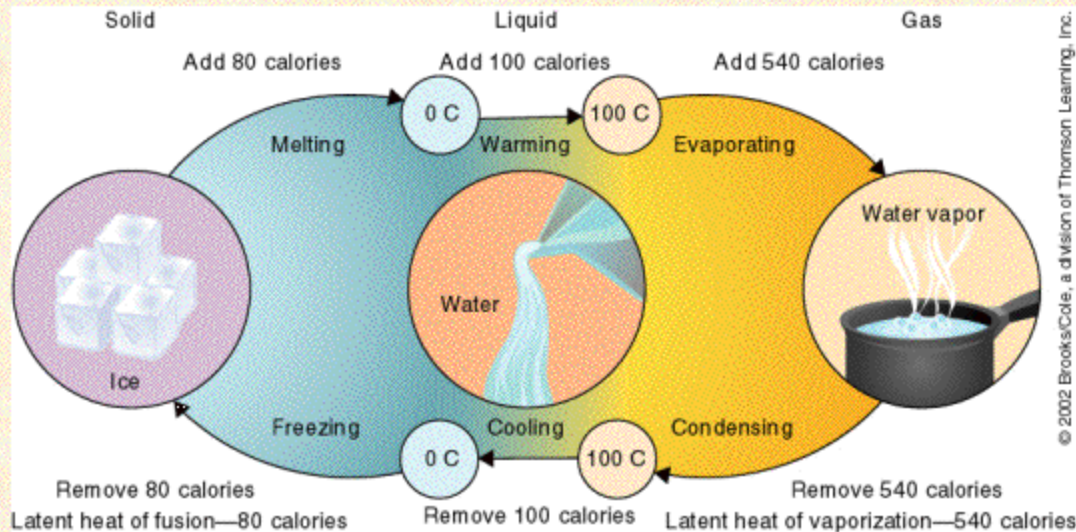 Solid
Liquid
Gas
Add 80 calories
Add 100 calories
Add 540 calories
0 C
100 C
Melting
Warming
Evaporating
Ice
Water
Water vapor
Freezing
Cooling
Condensing
0 C
100 C
Remove 80 calories
Remove 100 calories
Remove 540 calories
Latent heat of fusion—80 calories
Latent heat of vaporization—540 calories
© 2002 Brooks/Cole, a division of Thomson Learning, Inc.